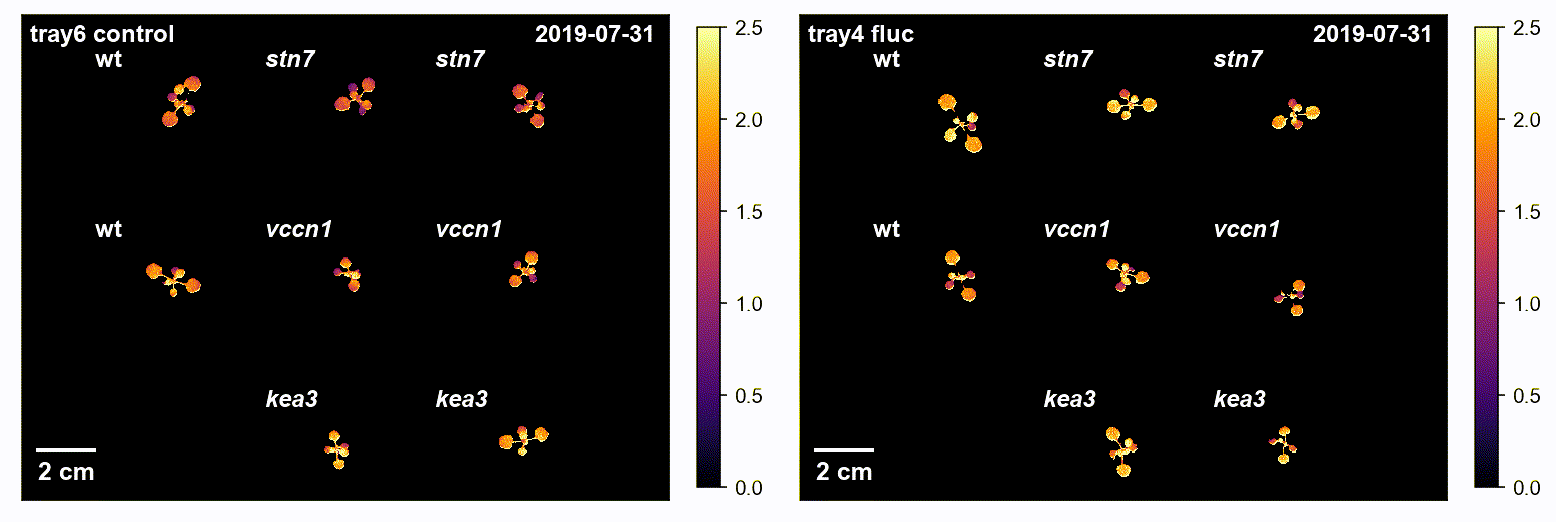 tray6 control 2019-07-31
wt stn7 stn7
wt vccn1 vccn1
kea3 kea3
2 cm
2.5
2.0
1.5
1.0
0.5
0.0
tray4 fluc 2019-07-31
wt stn7 stn7
wt vccn1 vccn1
kea3 kea3
2 cm
2.5
2.0
1.5
1.0
0.5
0.0